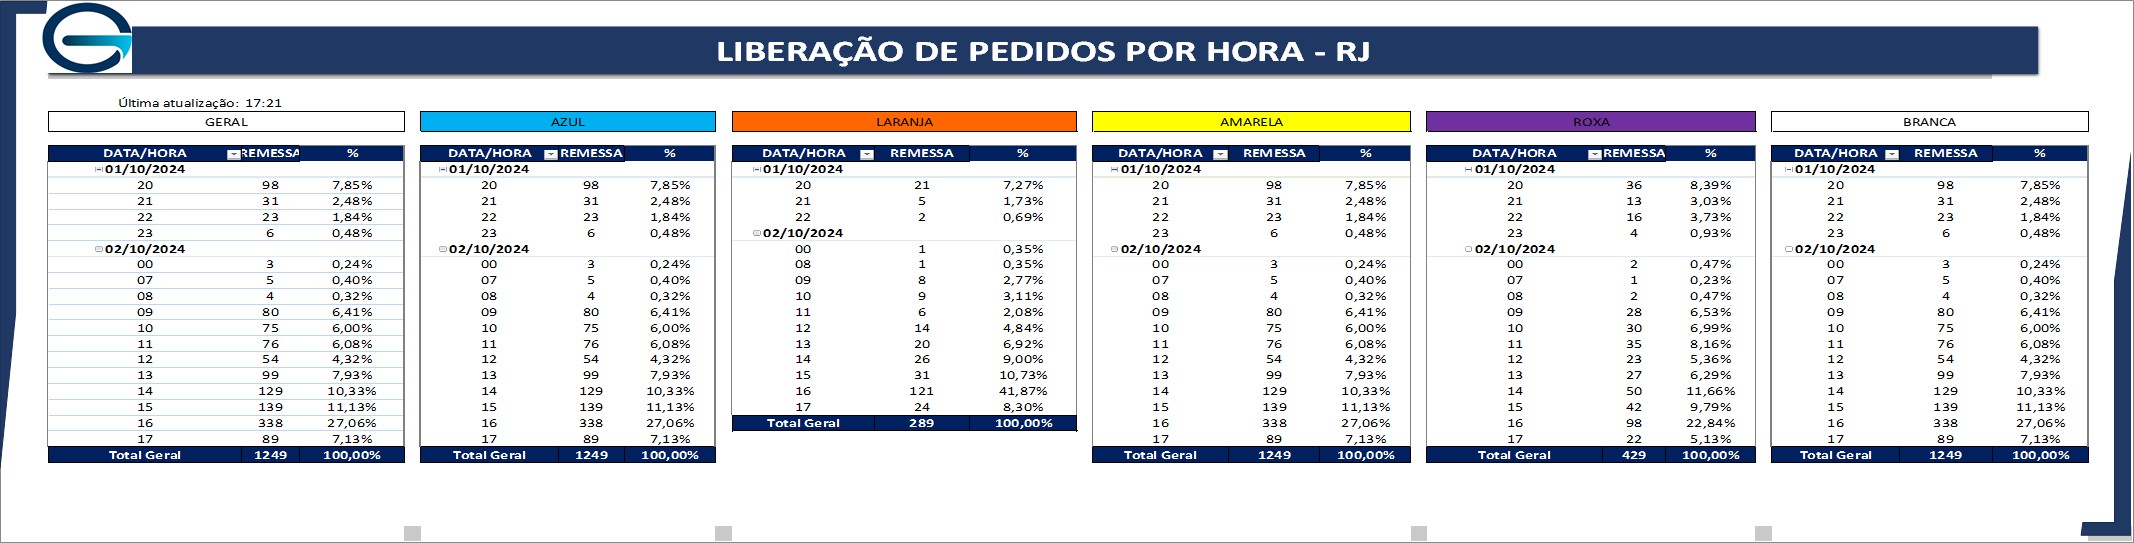 LIBERAÇÃO DE PEDIDOS POR HORA - RJ
Última atualização: 17:21
GERAL AZUL LARANJA AMARELA ROXA BRANCA
DATA/HORA REMESSA % DATA/HORA REMESSA % DATA/HORA REMESSA % DATA/HORA REMESSA % DATA/HORA REMESSA % DATA/HORA REMESSA %
01/10/2024 01/10/2024 01/10/2024 01/10/2024 01/10/2024 01/10/2024
20 98 7,85% 20 98 7,85% 20 21 7,27% 20 98 7,85% 20 36 8,39% 20 98 7,85%
21 31 2,48% 21 31 2,48% 21 5 1,73% 21 31 2,48% 21 13 3,03% 21 31 2,48%
22 23 1,84% 22 23 1,84% 22 2 0,69% 22 23 1,84% 22 16 3,73% 22 23 1,84%
23 6 0,48% 23 6 0,48% 02/10/2024 23 6 0,48% 23 4 0,93% 23 6 0,48%
02/10/2024 02/10/2024 00 1 0,35% 02/10/2024 02/10/2024 02/10/2024
00 3 0,24% 00 3 0,24% 08 1 0,35% 00 3 0,24% 00 2 0,47% 00 3 0,24%
07 5 0,40% 07 5 0,40% 09 8 2,77% 07 5 0,40% 07 1 0,23% 07 5 0,40%
08 4 0,32% 08 4 0,32% 10 9 3,11% 08 4 0,32% 08 2 0,47% 08 4 0,32%
09 80 6,41% 09 80 6,41% 11 6 2,08% 09 80 6,41% 09 28 6,53% 09 80 6,41%
10 75 6,00% 10 75 6,00% 12 14 4,84% 10 75 6,00% 10 30 6,99% 10 75 6,00%
11 76 6,08% 11 76 6,08% 13 20 6,92% 11 76 6,08% 11 35 8,16% 11 76 6,08%
12 54 4,32% 12 54 4,32% 14 26 9,00% 12 54 4,32% 12 23 5,36% 12 54 4,32%
13 99 7,93% 13 99 7,93% 15 31 10,73% 13 99 7,93% 13 27 6,29% 13 99 7,93%
14 129 10,33% 14 129 10,33% 16 121 41,87% 14 129 10,33% 14 50 11,66% 14 129 10,33%
15 139 11,13% 15 139 11,13% 17 24 8,30% 15 139 11,13% 15 42 9,79% 15 139 11,13%
16 338 27,06% 16 338 27,06% Total Geral 289 100,00% 16 338 27,06% 16 98 22,84% 16 338 27,06%
17 89 7,13% 17 89 7,13% 17 89 7,13% 17 22 5,13% 17 89 7,13%
Total Geral 1249 100,00% Total Geral 1249 100,00% Total Geral 1249 100,00% Total Geral 429 100,00% Total Geral 1249 100,00%